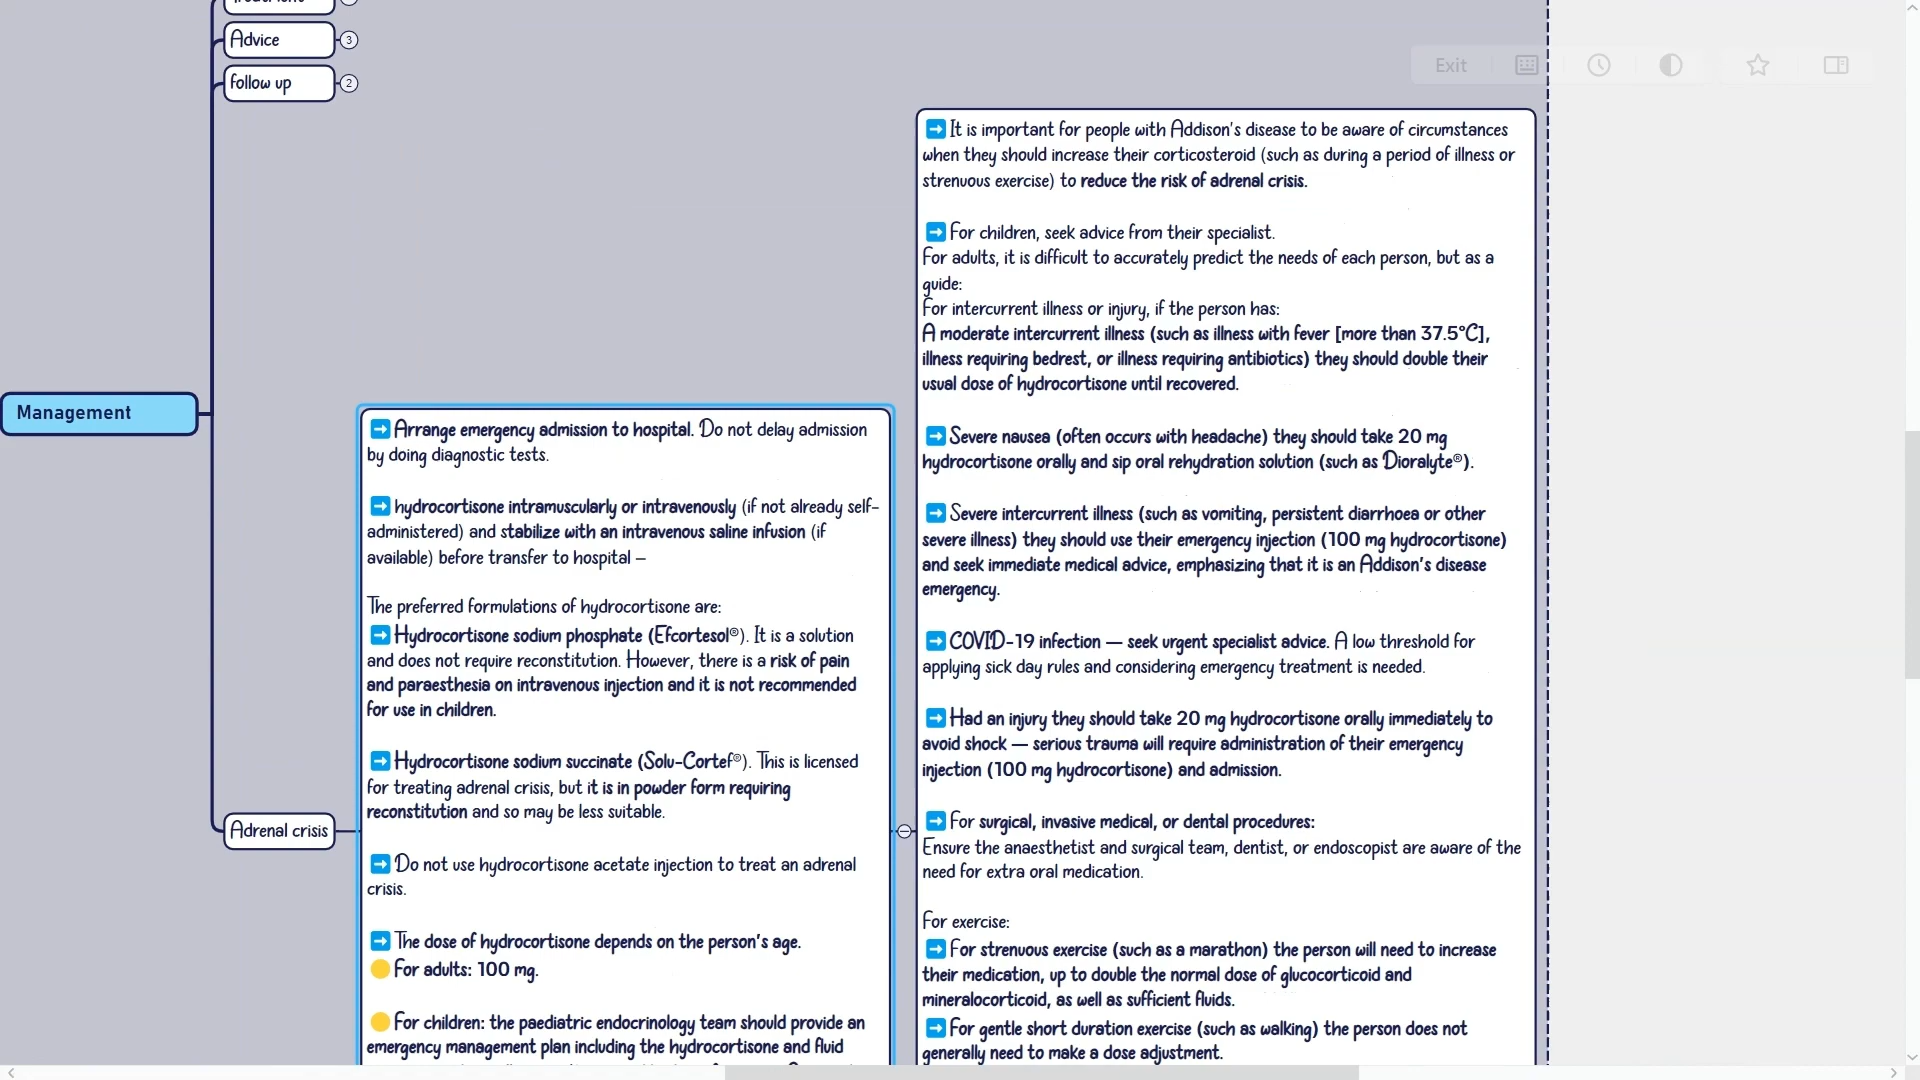 Advice
3
follow up
2
Exit
Management
Adrenal crisis
➡Arrange emergency admission to hospital. Do not delay admission
by doing diagnostic tests.
➡hydrocortisone intramuscularly or intravenously (if not already self-
administered) and stabilize with an intravenous saline infusion (if
available) before transfer to hospital –
The preferred formulations of hydrocortisone are:
➡Hydrocortisone sodium phosphate (Efcortesol®). It is a solution
and does not require reconstitution. However, there is a risk of pain
and paraesthesia on intravenous injection and it is not recommended
for use in children.
➡Hydrocortisone sodium succinate (Solu-Cortef®). This is licensed
for treating adrenal crisis, but it is in powder form requiring
reconstitution and so may be less suitable.
➡Do not use hydrocortisone acetate injection to treat an adrenal
crisis.
➡The dose of hydrocortisone depends on the person's age.
For adults: 100 mg.
For children: the paediatric endocrinology team should provide an
emergency management plan including the hydrocortisone and fluid
➡It is important for people with Addison's disease to be aware of circumstances
when they should increase their corticosteroid (such as during a period of illness or
strenuous exercise) to reduce the risk of adrenal crisis.
➡For children, seek advice from their specialist.
For adults, it is difficult to accurately predict the needs of each person, but as a
guide:
For intercurrent illness or injury, if the person has:
A moderate intercurrent illness (such as illness with fever [more than 37.5°C],
illness requiring bedrest, or illness requiring antibiotics) they should double their
usual dose of hydrocortisone until recovered.
➡Severe nausea (often occurs with headache) they should take 20 mg
hydrocortisone orally and sip oral rehydration solution (such as Dioralyte®).
➡Severe intercurrent illness (such as vomiting, persistent diarrhoea or other
severe illness) they should use their emergency injection (100 mg hydrocortisone)
and seek immediate medical advice, emphasizing that it is an Addison's disease
emergency.
➡COVID-19 infection — seek urgent specialist advice. A low threshold for
applying sick day rules and considering emergency treatment is needed.
➡Had an injury they should take 20 mg hydrocortisone orally immediately to
avoid shock — serious trauma will require administration of their emergency
injection (100 mg hydrocortisone) and admission.
➡For surgical, invasive medical, or dental procedures:
Ensure the anaesthetist and surgical team, dentist, or endoscopist are aware of the
need for extra oral medication.
For exercise:
➡For strenuous exercise (such as a marathon) the person will need to increase
their medication, up to double the normal dose of glucocorticoid and
mineralocorticoid, as well as sufficient fluids.
➡For gentle short duration exercise (such as walking) the person does not
generally need to make a dose adjustment.